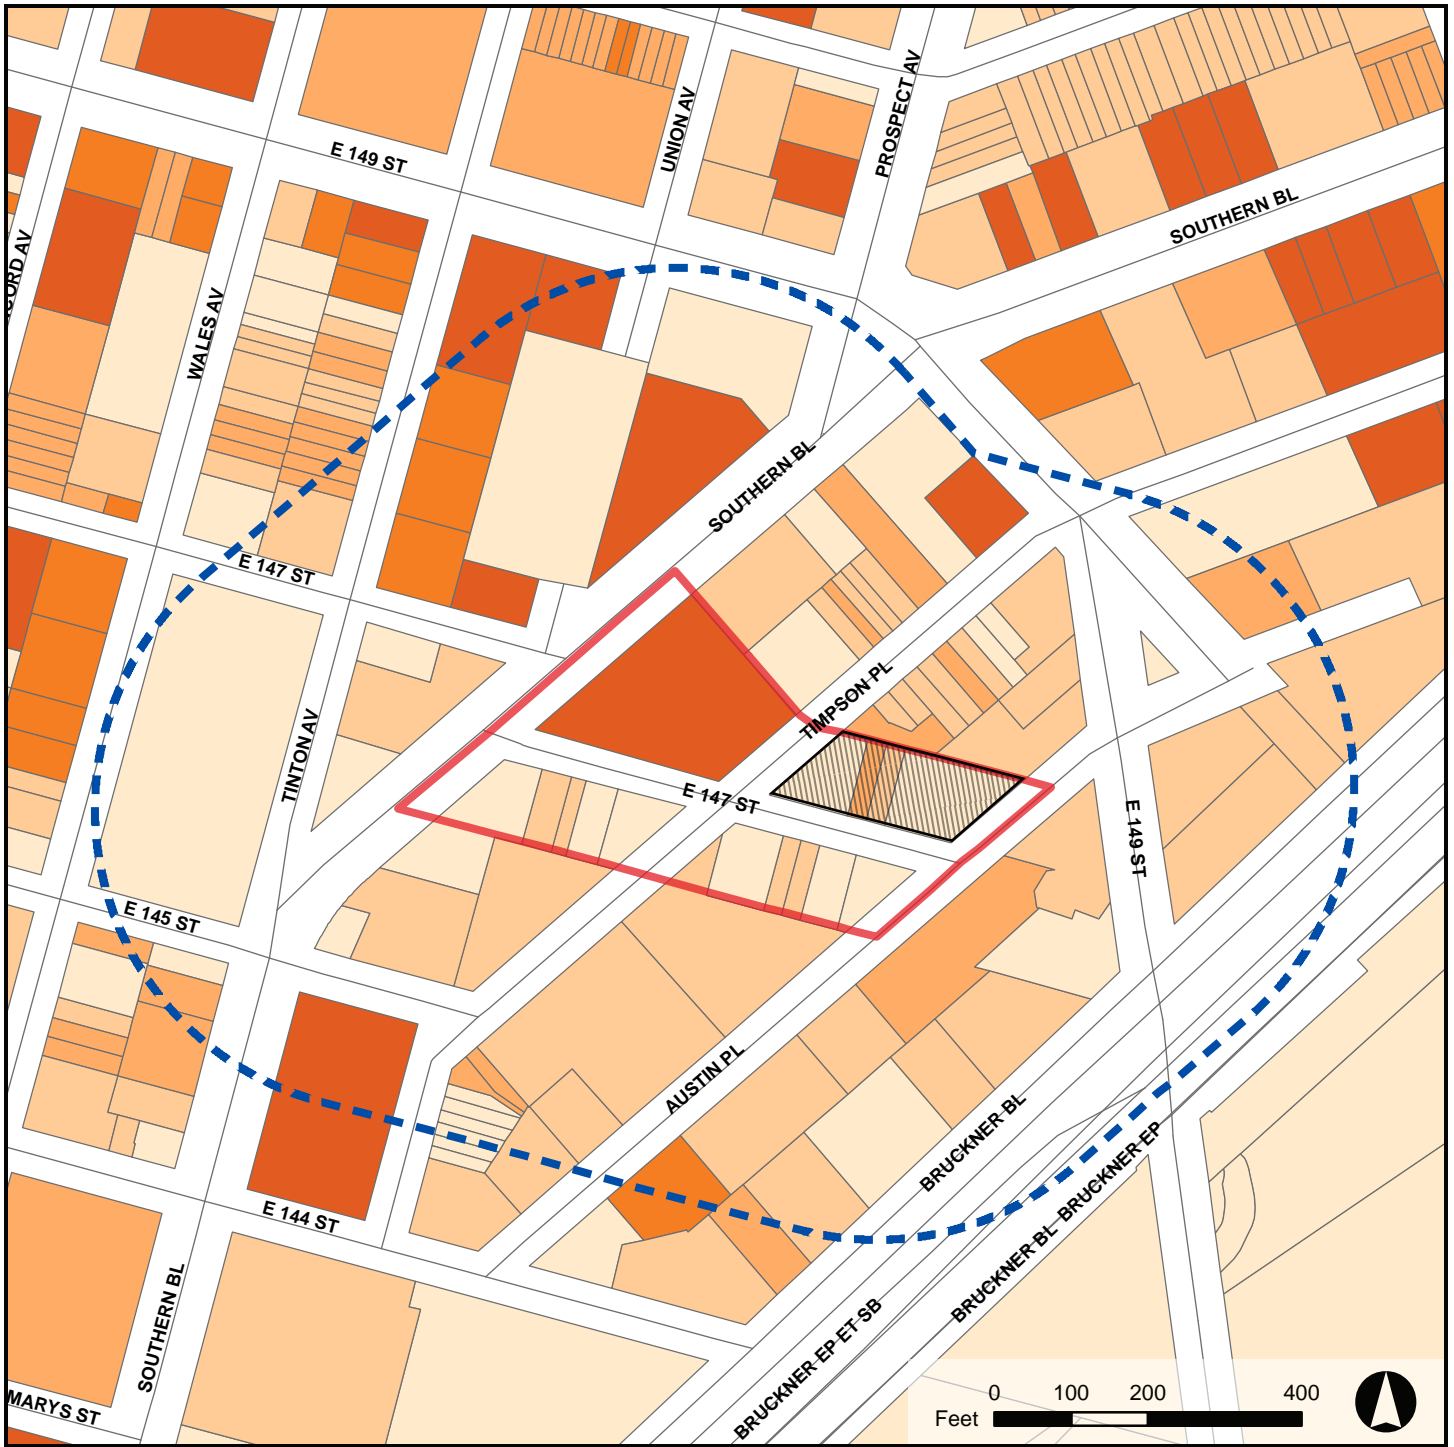 PROSPECT AV
UNION AV
E 149 ST
SOUTHERN BL
WALES AV
SOUTHERN BL
E 147 ST
TIMPSON PL
TINTON AV
E 147 ST
E 149 ST
E 145 ST
AUSTIN PL
BRUCKNER BL
BRUCKNER EP
E 144 ST
BRUCKNER BL
SOUTHERN BL
BRUCKNER EP ET SB
MARYS ST
0 100 200 400
Feet